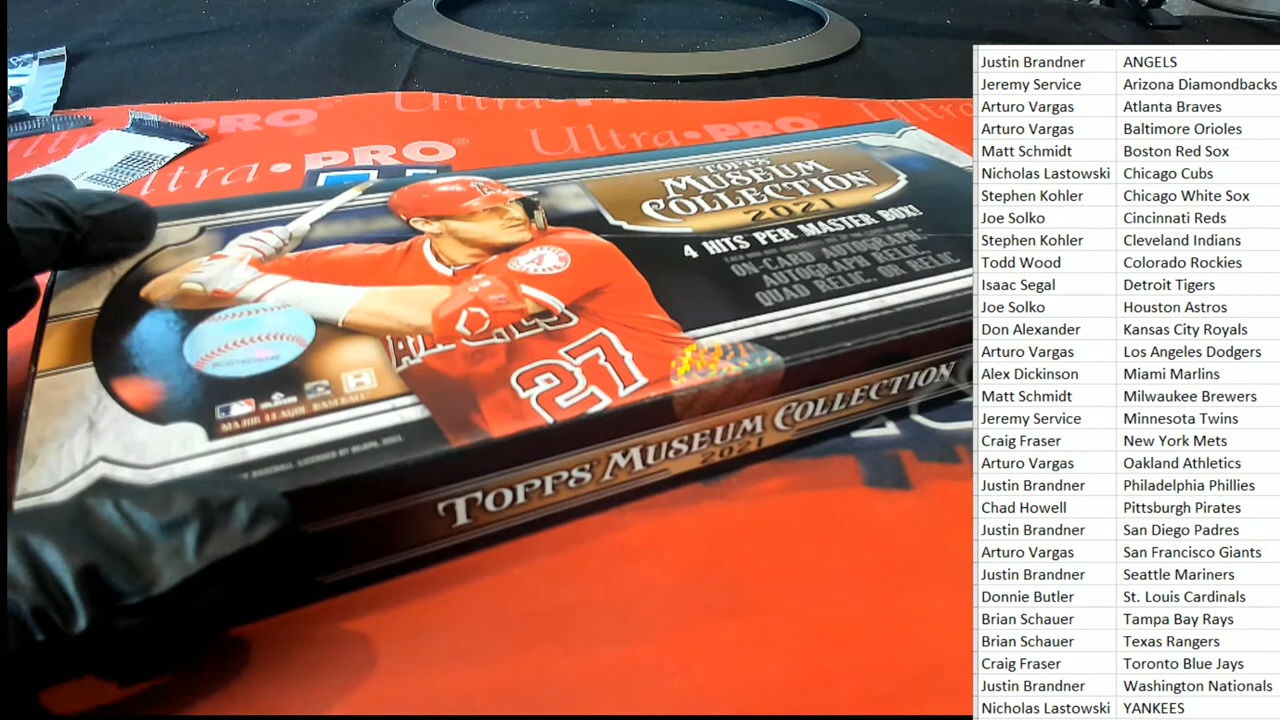 Ultra PRO
Ultra PRO
Ultra PRO
TOPPS
MUSEUM
COLLECTION
2021
4 HITS PER MASTER BOX!
ON-CARD AUTOGRAPH,
AUTOGRAPH RELIC,
QUAD RELIC, OR RELIC
ANGELS
27
MAJOR LEAGUE BASEBALL
TOPPS MUSEUM COLLECTION
2021
Justin Brandner ANGELS
Jeremy Service Arizona Diamondbacks
Arturo Vargas Atlanta Braves
Arturo Vargas Baltimore Orioles
Matt Schmidt Boston Red Sox
Nicholas Lastowski Chicago Cubs
Stephen Kohler Chicago White Sox
Joe Solko Cincinnati Reds
Stephen Kohler Cleveland Indians
Todd Wood Colorado Rockies
Isaac Segal Detroit Tigers
Joe Solko Houston Astros
Don Alexander Kansas City Royals
Arturo Vargas Los Angeles Dodgers
Alex Dickinson Miami Marlins
Matt Schmidt Milwaukee Brewers
Jeremy Service Minnesota Twins
Craig Fraser New York Mets
Arturo Vargas Oakland Athletics
Justin Brandner Philadelphia Phillies
Chad Howell Pittsburgh Pirates
Justin Brandner San Diego Padres
Arturo Vargas San Francisco Giants
Justin Brandner Seattle Mariners
Donnie Butler St. Louis Cardinals
Brian Schauer Tampa Bay Rays
Brian Schauer Texas Rangers
Craig Fraser Toronto Blue Jays
Justin Brandner Washington Nationals
Nicholas Lastowski YANKEES